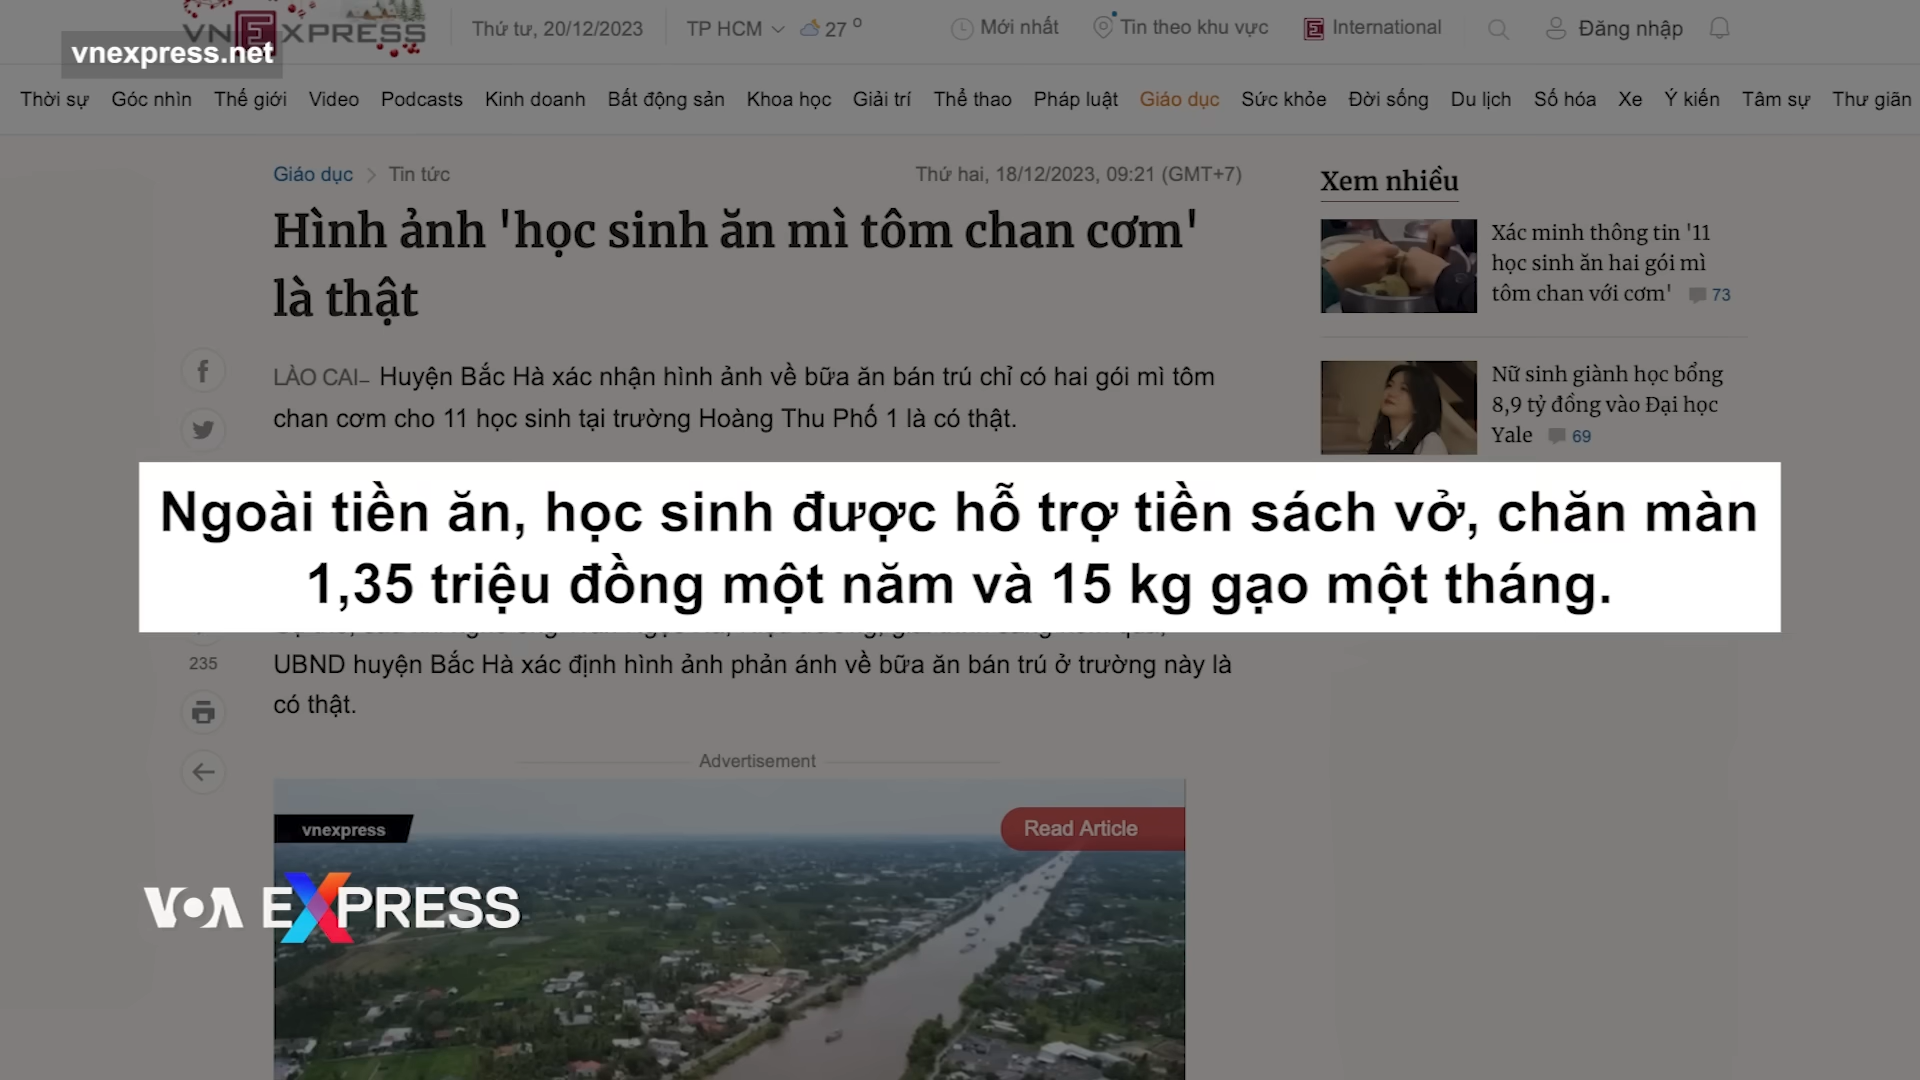 VNEXPRESS
vnexpress.net
Thứ tư, 20/12/2023
TP HCM
27°
Mới nhất
Tin theo khu vực
International
Đăng nhập
Thời sự Góc nhìn Thế giới Video Podcasts Kinh doanh Bất động sản Khoa học Giải trí Thể thao Pháp luật Giáo dục Sức khỏe Đời sống Du lịch Số hóa Xe Ý kiến Tâm sự Thư giãn
Giáo dục > Tin tức
Thứ hai, 18/12/2023, 09:21 (GMT+7)
Hình ảnh 'học sinh ăn mì tôm chan cơm'
là thật
LÀO CAI– Huyện Bắc Hà xác nhận hình ảnh về bữa ăn bán trú chỉ có hai gói mì tôm
chan cơm cho 11 học sinh tại trường Hoàng Thu Phố 1 là có thật.
Xem nhiều
Xác minh thông tin '11
học sinh ăn hai gói mì
tôm chan với cơm' 73
Nữ sinh giành học bổng
8,9 tỷ đồng vào Đại học
Yale 69
Ngoài tiền ăn, học sinh được hỗ trợ tiền sách vở, chăn màn
1,35 triệu đồng một năm và 15 kg gạo một tháng.
UBND huyện Bắc Hà xác định hình ảnh phản ánh về bữa ăn bán trú ở trường này là
có thật.
235
Advertisement
vnexpress
Read Article
VOA EXPRESS